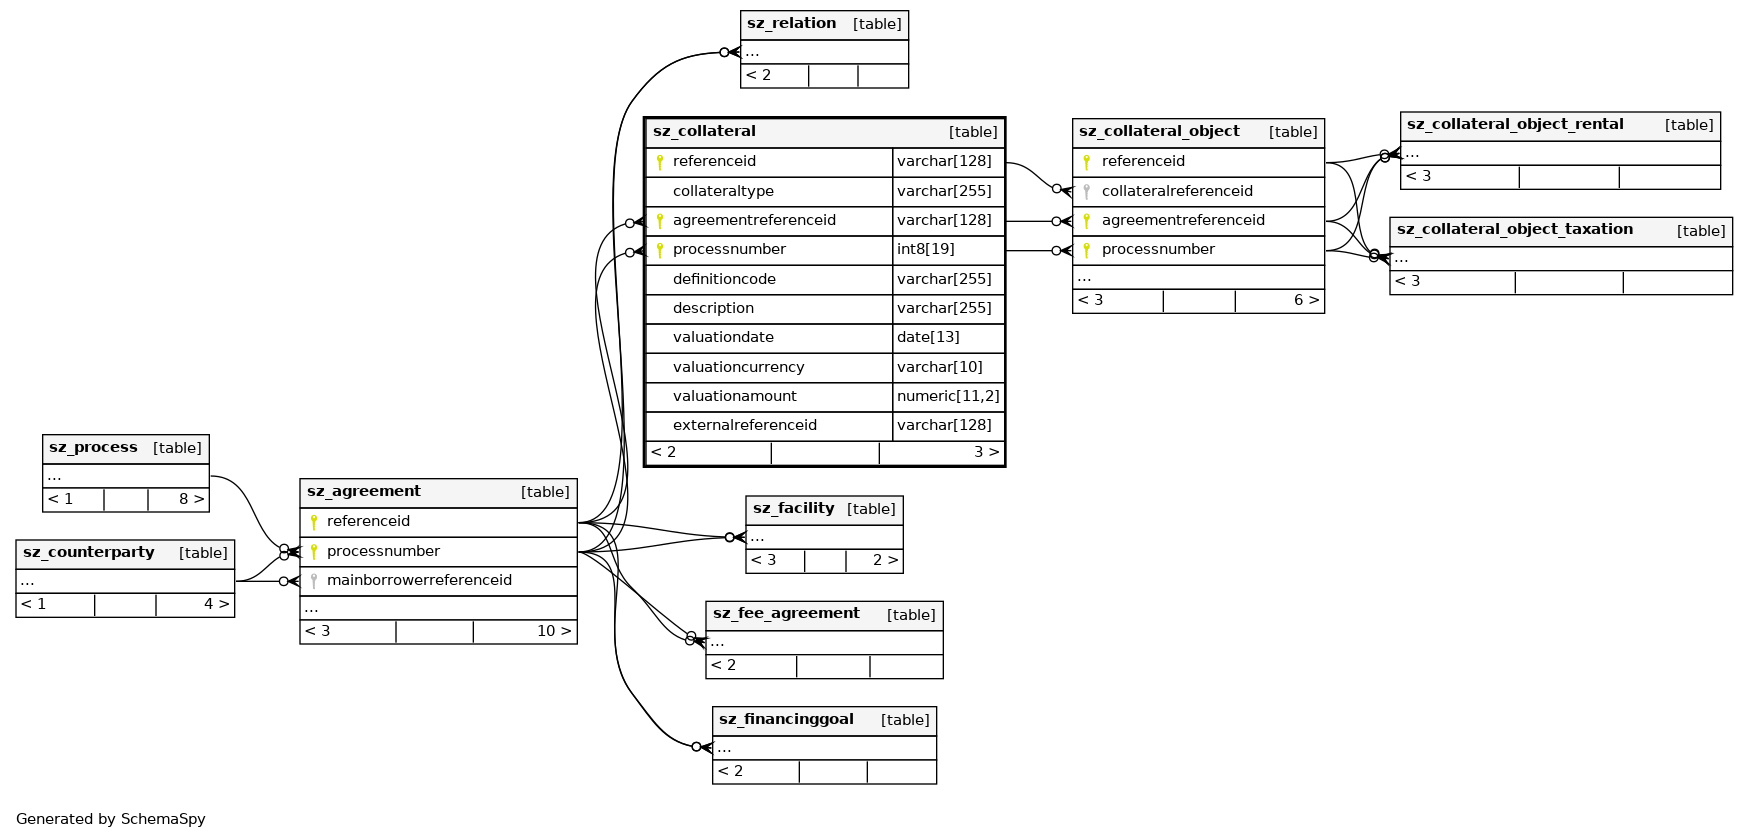 sz_relation [table]
...
< 2
sz_collateral [table]
referenceid varchar[128]
collateraltype varchar[255]
agreementreferenceid varchar[128]
processnumber int8[19]
definitioncode varchar[255]
description varchar[255]
valuationdate date[13]
valuationcurrency varchar[10]
valuationamount numeric[11,2]
externalreferenceid varchar[128]
< 2 3 >
sz_collateral_object [table]
referenceid
collateralreferenceid
agreementreferenceid
processnumber
...
< 3 6 >
sz_collateral_object_rental [table]
...
< 3
sz_collateral_object_taxation [table]
...
< 3
sz_process [table]
...
< 1 8 >
sz_counterparty [table]
...
< 1 4 >
sz_agreement [table]
referenceid
processnumber
mainborrowerreferenceid
...
< 3 10 >
sz_facility [table]
...
< 3 2 >
sz_fee_agreement [table]
...
< 2
sz_financinggoal [table]
...
< 2
Generated by SchemaSpy